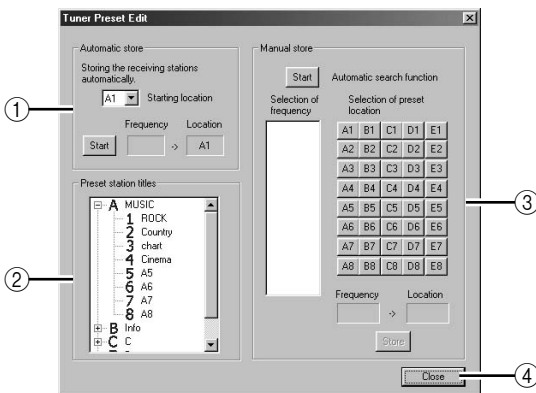 Tuner Preset Edit
Automatic store
Storing the receiving stations
automatically.
A1 Starting location
Frequency Location
Start -> A1
Preset station titles
A MUSIC
1 ROCK
2 Country
3 chart
4 Cinema
5 A5
6 A6
7 A7
8 A8
B Info
C C
Manual store
Start Automatic search function
Selection of
frequency
Selection of preset
location
A1 B1 C1 D1 E1
A2 B2 C2 D2 E2
A3 B3 C3 D3 E3
A4 B4 C4 D4 E4
A5 B5 C5 D5 E5
A6 B6 C6 D6 E6
A7 B7 C7 D7 E7
A8 B8 C8 D8 E8
Frequency Location
->
Store
Close
①
②
③
④